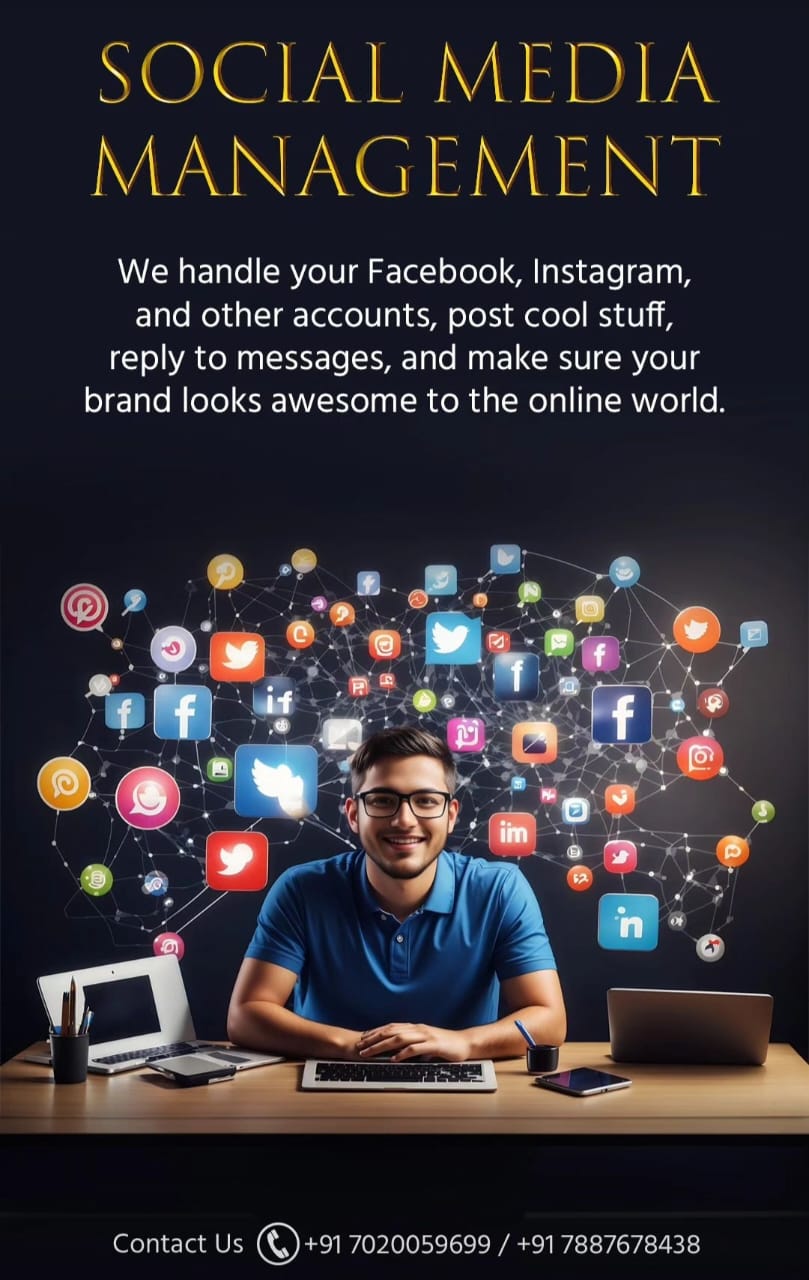 SOCIAL MEDIA
MANAGEMENT
We handle your Facebook, Instagram,
and other accounts, post cool stuff,
reply to messages, and make sure your
brand looks awesome to the online world.
Contact Us +91 7020059699 / +91 7887678438